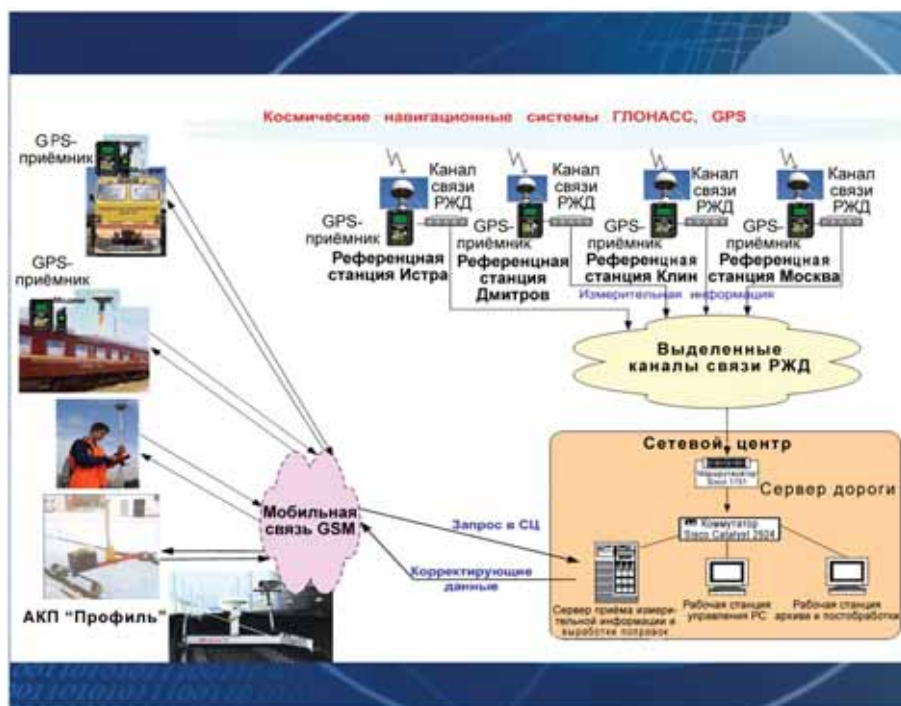 Космические навигационные системы ГЛОНАСС, GPS
GPS-
приёмник
GPS-
приёмник
АКП "Профиль"
Канал
связи
РЖД
GPS-
приёмник
Референцная
станция Истра
Канал
связи
РЖД
GPS-
приёмник
Референцная
станция
Дмитров
Канал
связи
РЖД
GPS-
приёмник
Референцная
станция Клин
Канал
связи
РЖД
GPS-
приёмник
Референцная
станция Москва
Измерительная информация
Выделенные
каналы связи РЖД
Мобильная
связь GSM
Запрос в СЦ
Корректирующие
данные
Сетевой центр
Маршрутизатор
Сервер дороги
Коммутатор
Sisco Catalyst 2924
Сервер приёма измери-
тельной информации и
выработки поправок
Рабочая станция
управления РС
Рабочая станция
архива и постобработки